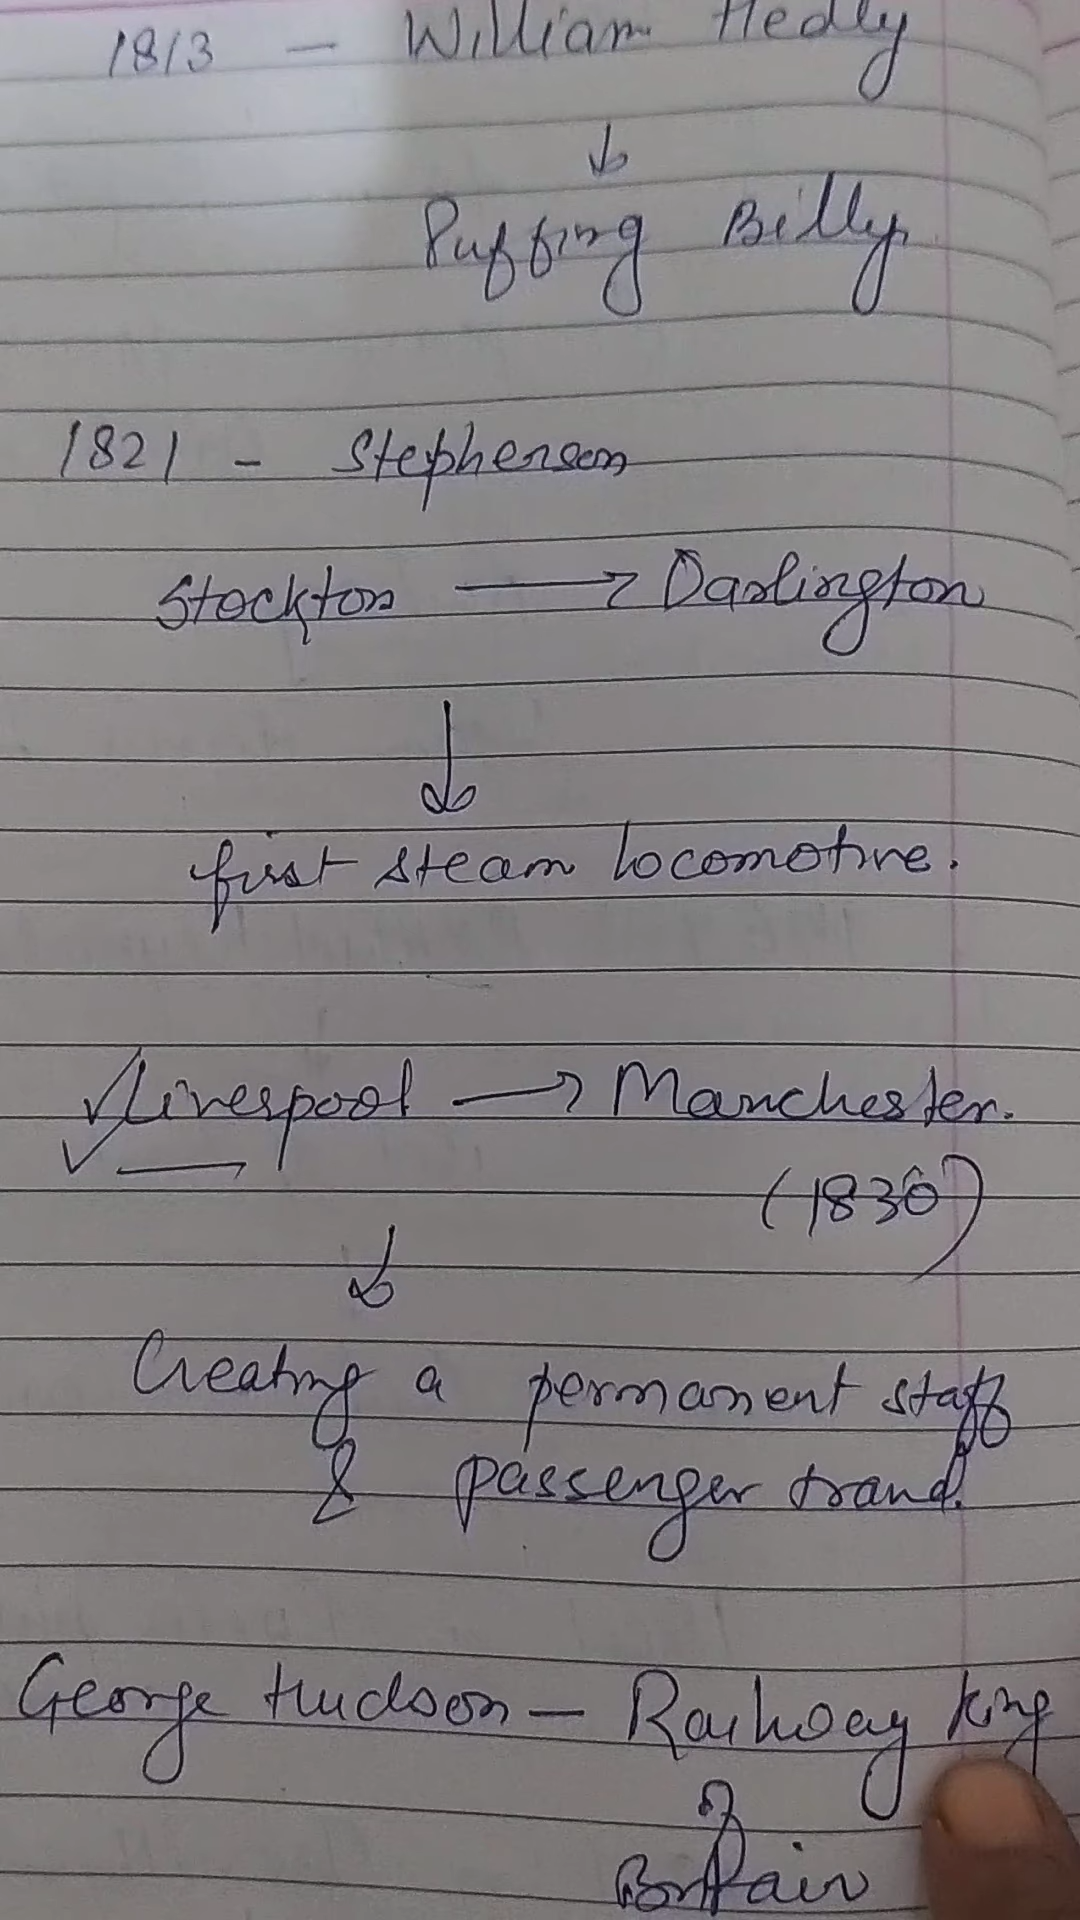 1813 — William Hedly
↓
Puffing Billy
1821 - Stephenson
Stockton → Darlington
↓
first steam locomotive.
✓Liverpool → Manchester.
✓ → (1830)
↓
Creating a permanent staff
& passenger trand.
George Hudson — Railway King
of
Britain